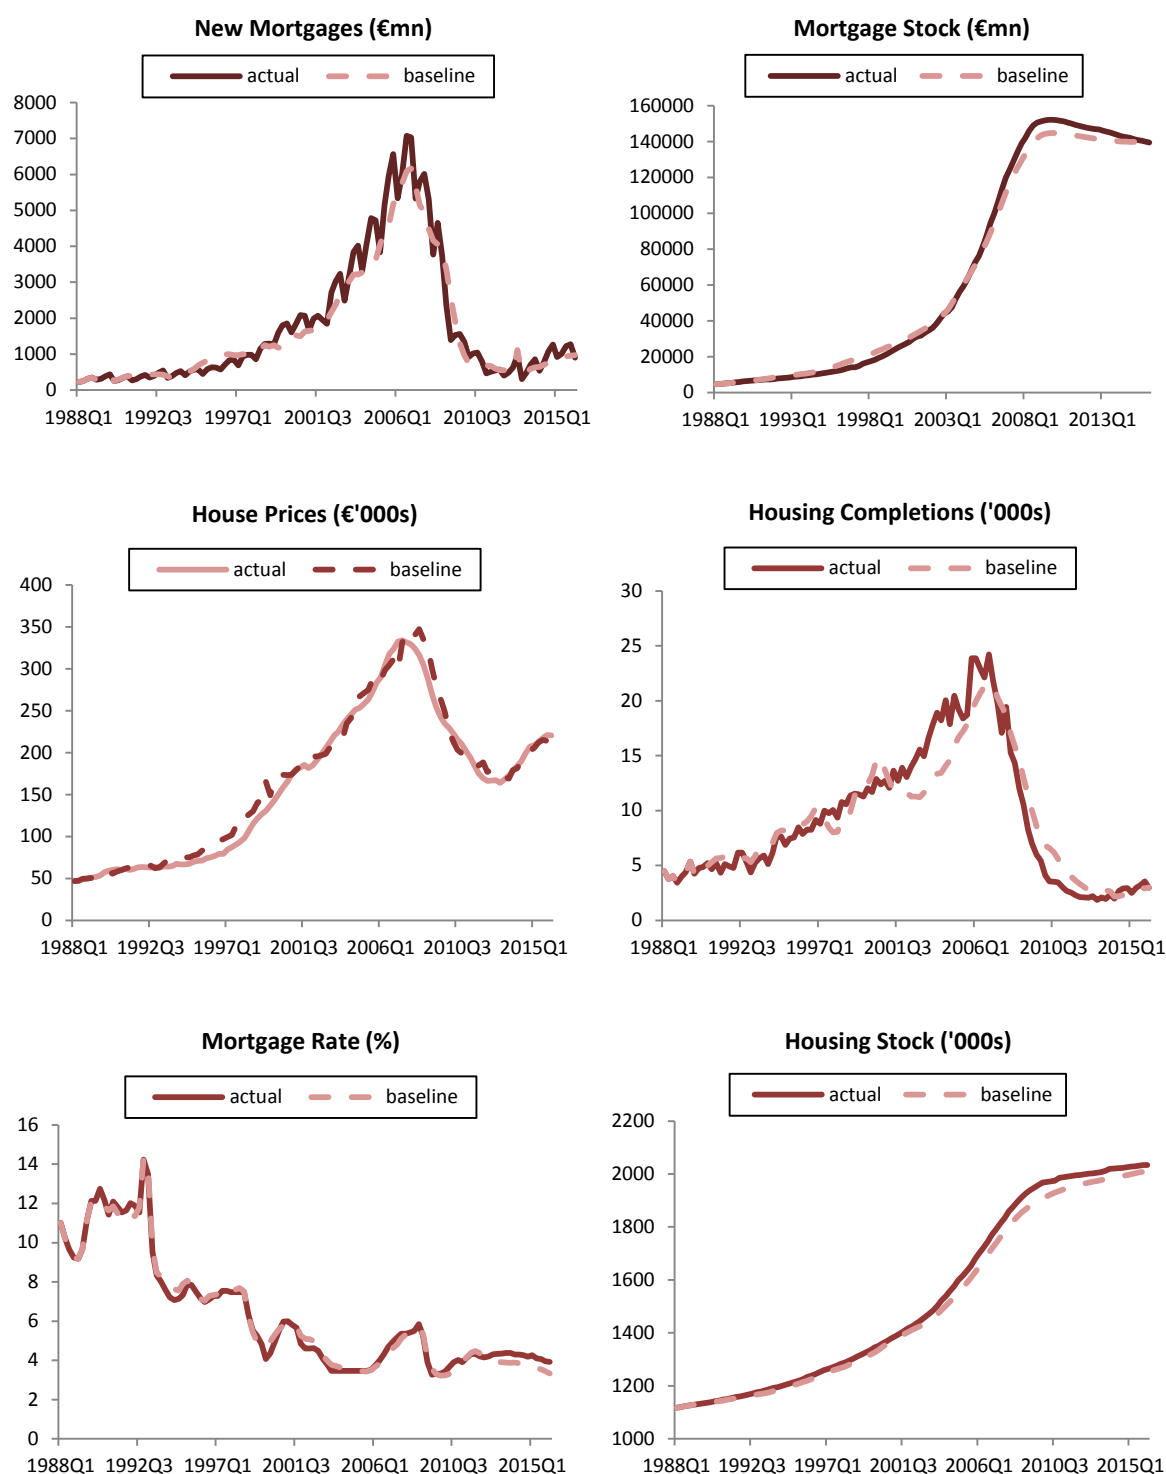 New Mortgages (€mn)
actual baseline
8000
7000
6000
5000
4000
3000
2000
1000
0
1988Q1 1992Q3 1997Q1 2001Q3 2006Q1 2010Q3 2015Q1
Mortgage Stock (€mn)
actual baseline
160000
140000
120000
100000
80000
60000
40000
20000
0
1988Q1 1993Q1 1998Q1 2003Q1 2008Q1 2013Q1
House Prices (€'000s)
actual baseline
400
350
300
250
200
150
100
50
0
1988Q1 1992Q3 1997Q1 2001Q3 2006Q1 2010Q3 2015Q1
Housing Completions ('000s)
actual baseline
30
25
20
15
10
5
0
1988Q1 1992Q3 1997Q1 2001Q3 2006Q1 2010Q3 2015Q1
Mortgage Rate (%)
actual baseline
16
14
12
10
8
6
4
2
0
1988Q1 1992Q3 1997Q1 2001Q3 2006Q1 2010Q3 2015Q1
Housing Stock ('000s)
actual baseline
2200
2000
1800
1600
1400
1200
1000
1988Q1 1992Q3 1997Q1 2001Q3 2006Q1 2010Q3 2015Q1